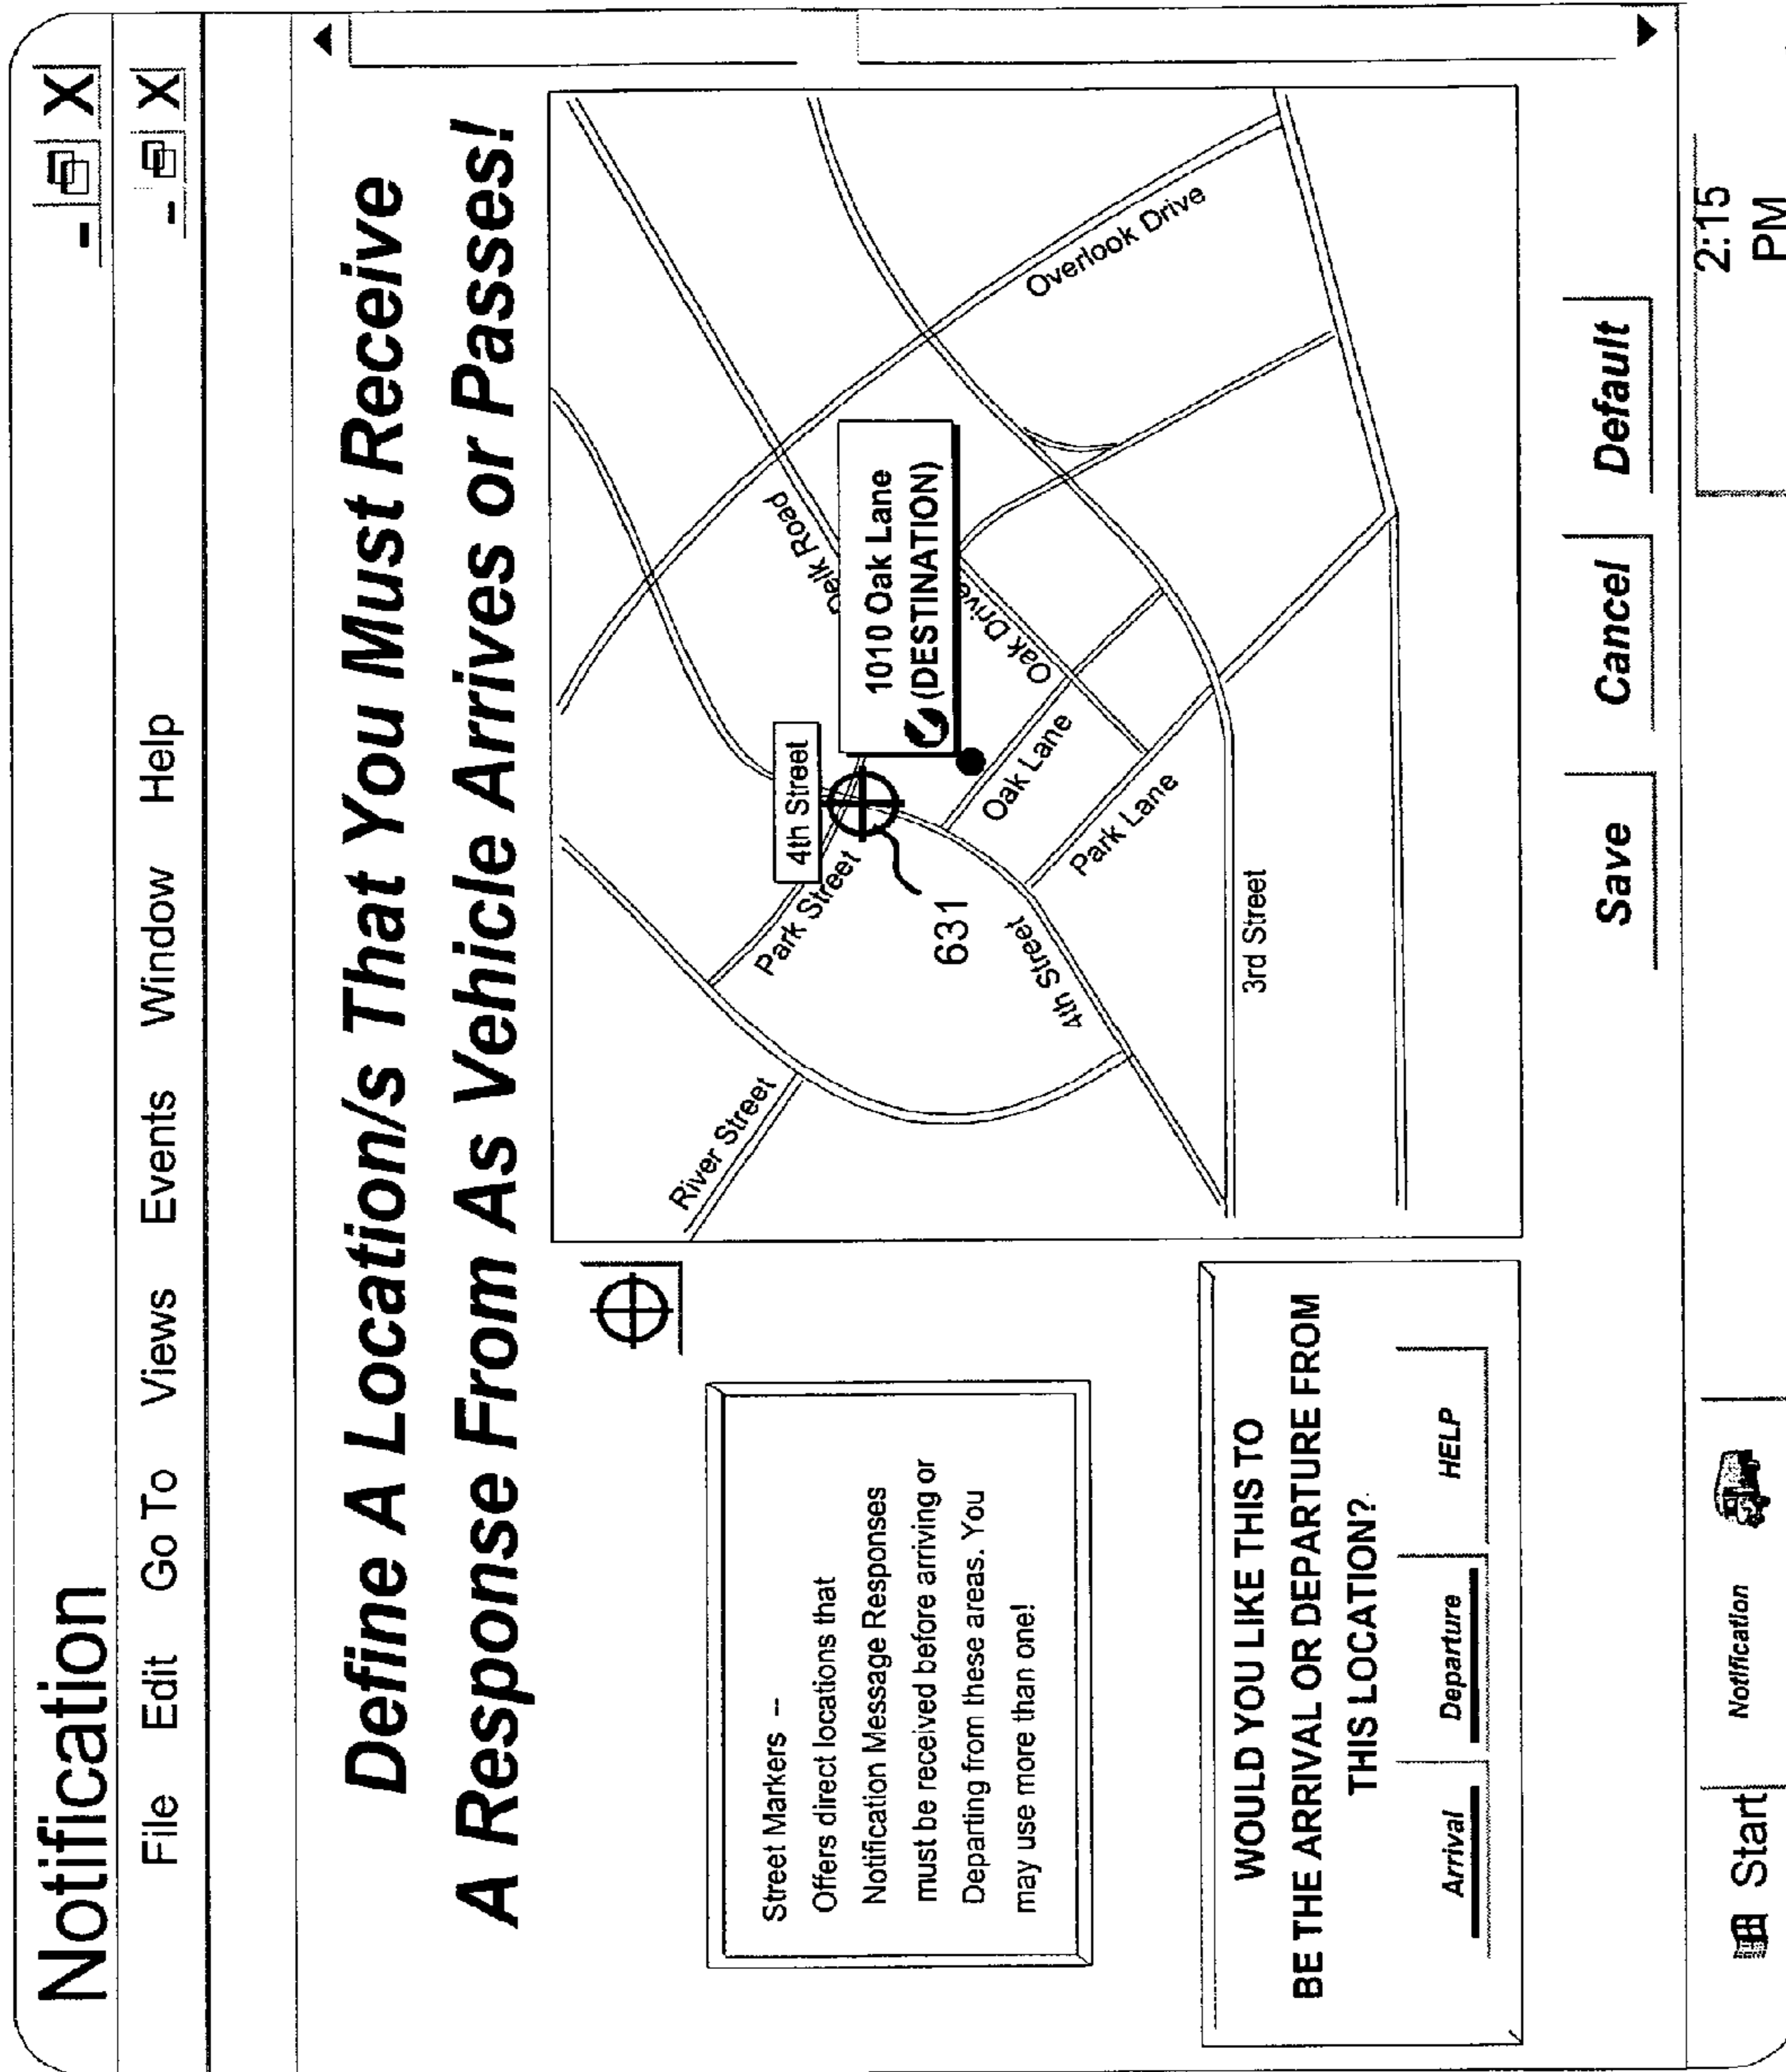 Notification
File Edit Go To Views Events Window Help
Define A Location/s That You Must Receive
A Response From As Vehicle Arrives or Passes!
Street Markers --
Offers direct locations that
Notification Message Responses
must be received before arriving or
Departing from these areas. You
may use more than one!
WOULD YOU LIKE THIS TO
BE THE ARRIVAL OR DEPARTURE FROM
THIS LOCATION?
Arrival Departure HELP
River Street
Park Street
4th Street
631
4th Street
3rd Street
Park Lane
Oak Lane
Oak Drive
1010 Oak Lane
(DESTINATION)
Delk Road
Overlook Drive
Save Cancel Default
Start Notification
2:15
PM